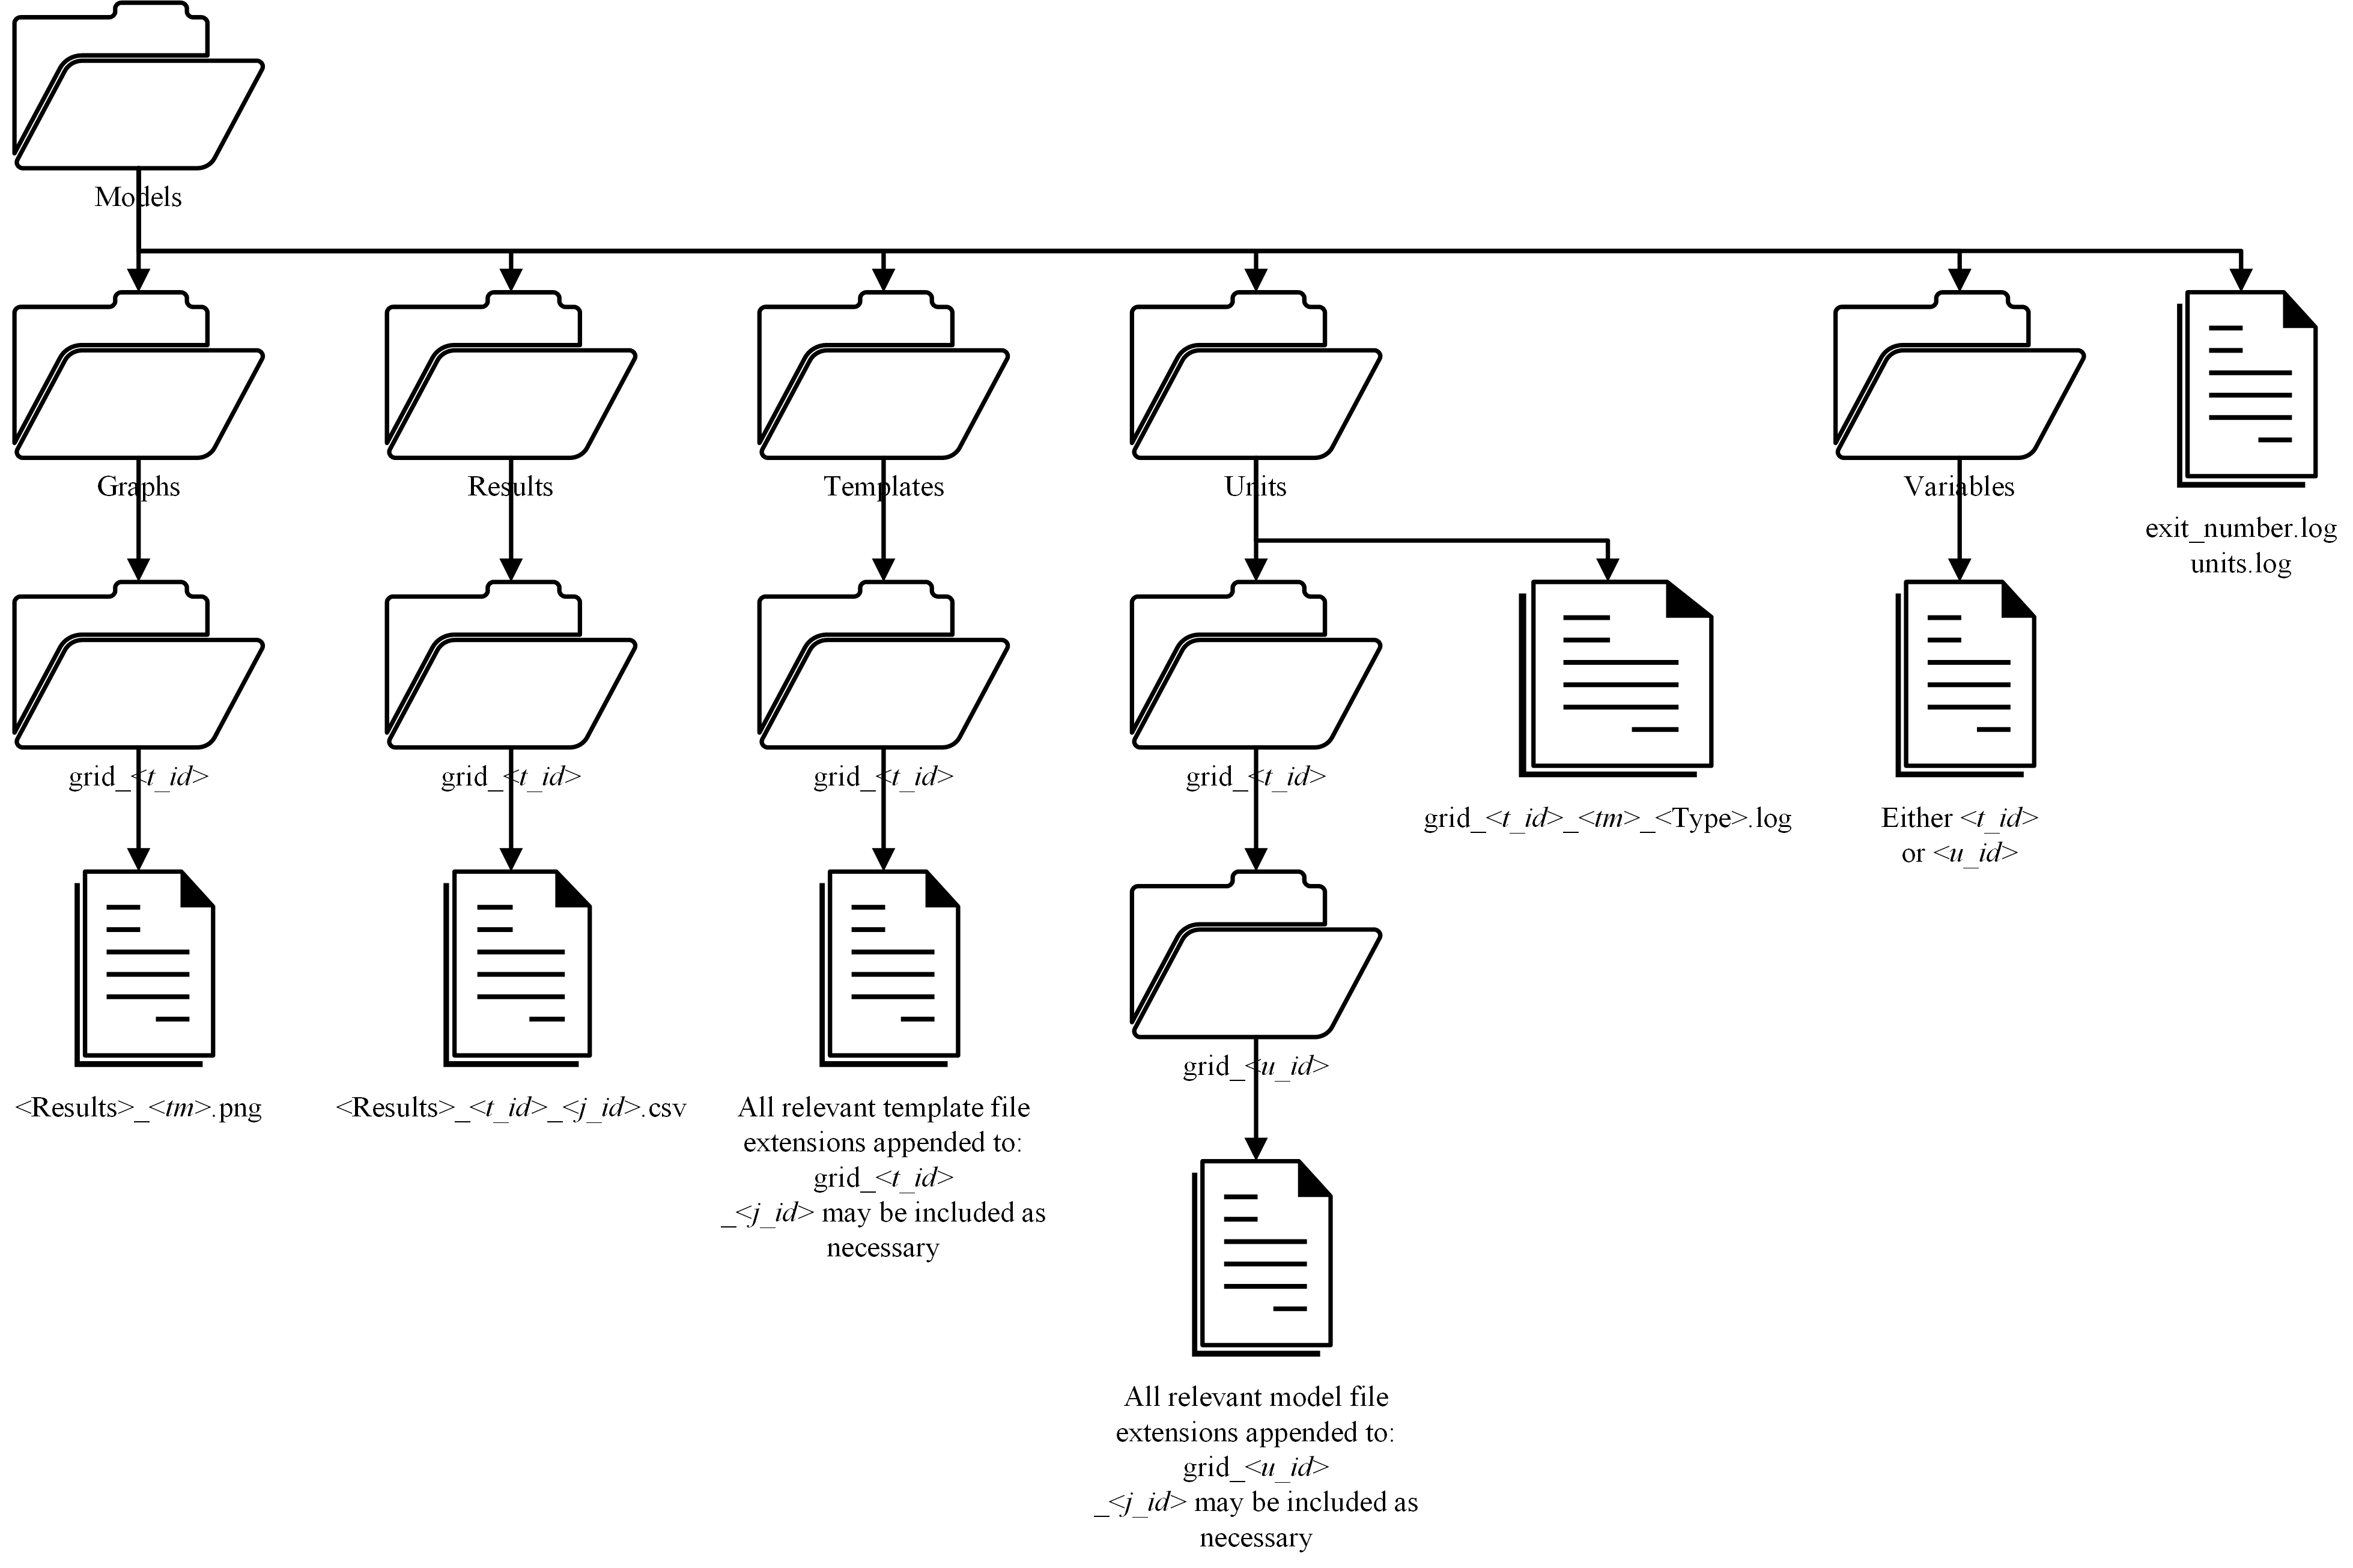 Models
Graphs
Results
Templates
Units
Variables
exit_number.log
units.log
grid_<t_id>
grid_<t_id>
grid_<t_id>
grid_<t_id>
grid_<t_id>_<tm>_<Type>.log
Either <t_id>
or <u_id>
<Results>_<tm>.png
<Results>_<t_id>_<j_id>.csv
All relevant template file
extensions appended to:
grid_<t_id>
_<j_id> may be included as
necessary
grid_<u_id>
All relevant model file
extensions appended to:
grid_<u_id>
_<j_id> may be included as
necessary